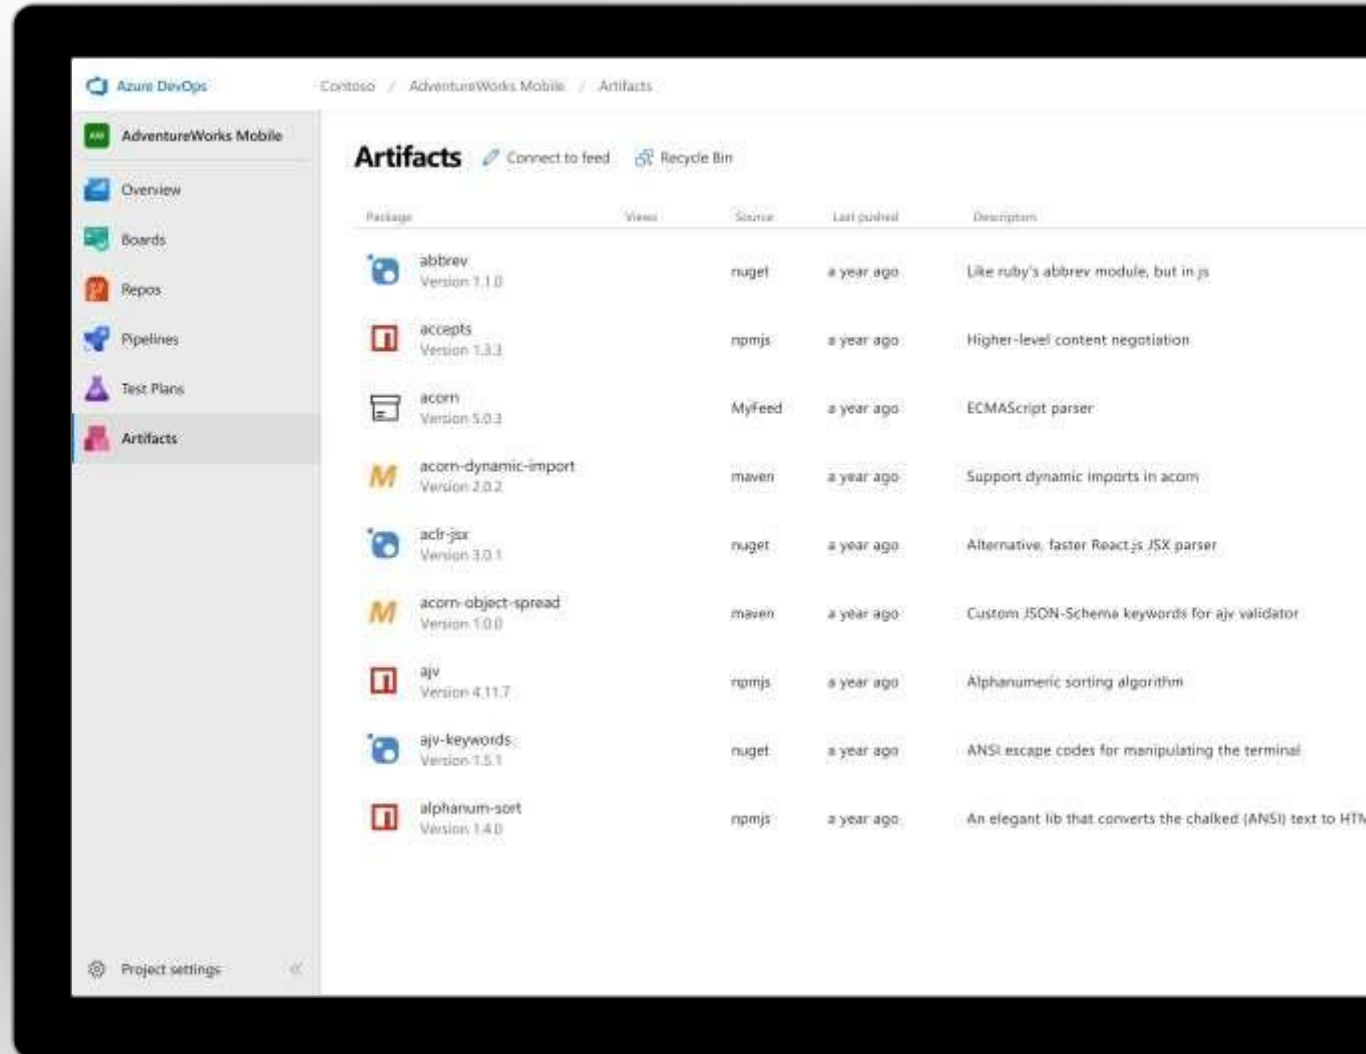 Azure DevOps
Contoso / AdventureWorks Mobile / Artifacts
AdventureWorks Mobile
Overview
Boards
Repos
Pipelines
Test Plans
Artifacts
Project settings
Artifacts Connect to feed Recycle Bin
Package Views Source Last pushed Description
abbrev
Version 1.1.0 nuget a year ago Like ruby's abbrev module, but in js
accepts
Version 1.3.3 npmjs a year ago Higher-level content negotiation
acorn
Version 5.0.3 MyFeed a year ago ECMAScript parser
acorn-dynamic-import
Version 2.0.2 maven a year ago Support dynamic imports in acorn
aclr-jsx
Version 3.0.1 nuget a year ago Alternative, faster React.js JSX parser
acorn-object-spread
Version 1.0.0 maven a year ago Custom JSON-Schema keywords for ajv validator
ajv
Version 4.11.7 npmjs a year ago Alphanumeric sorting algorithm
ajv-keywords
Version 1.5.1 nuget a year ago ANSI escape codes for manipulating the terminal
alphanum-sort
Version 1.4.0 npmjs a year ago An elegant lib that converts the chalked (ANSI) text to HTM